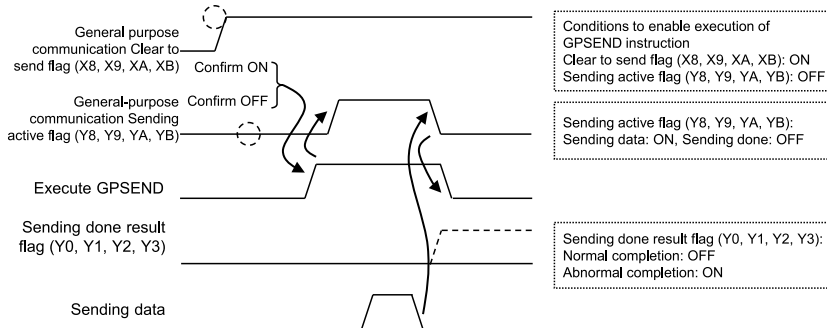 General purpose
communication Clear to
send flag (X8, X9, XA, XB)
Confirm ON
Confirm OFF
General-purpose
communication Sending
active flag (Y8, Y9, YA, YB)
Execute GPSEND
Sending done result
flag (Y0, Y1, Y2, Y3)
Sending data
Conditions to enable execution of
GPSEND instruction
Clear to send flag (X8, X9, XA, XB): ON
Sending active flag (Y8, Y9, YA, YB): OFF
Sending active flag (Y8, Y9, YA, YB):
Sending data: ON, Sending done: OFF
Sending done result flag (Y0, Y1, Y2, Y3):
Normal completion: OFF
Abnormal completion: ON